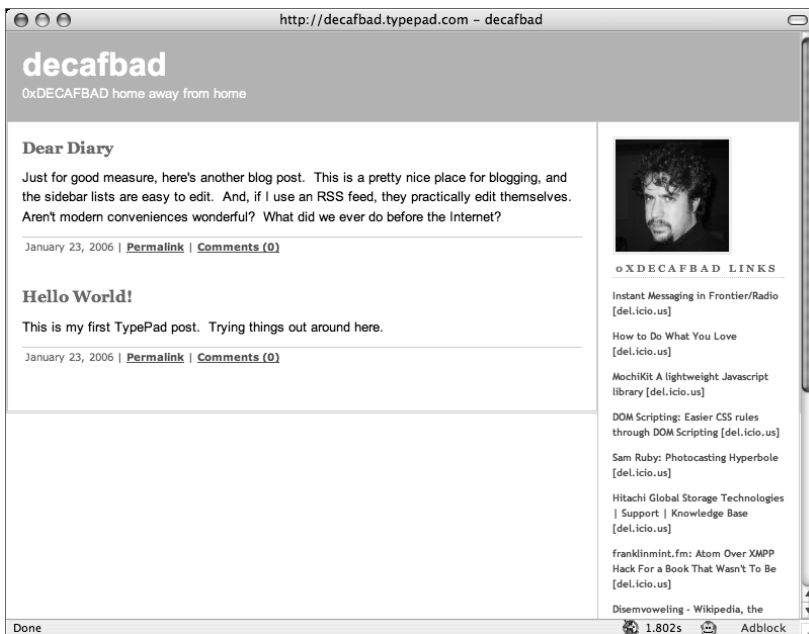 http://decafbad.typepad.com – decafbad
decafbad
0xDECAFBAD home away from home
Dear Diary
Just for good measure, here's another blog post.  This is a pretty nice place for blogging, and
the sidebar lists are easy to edit.  And, if I use an RSS feed, they practically edit themselves.
Aren't modern conveniences wonderful?  What did we ever do before the Internet?
January 23, 2006 | Permalink | Comments (0)
Hello World!
This is my first TypePad post.  Trying things out around here.
January 23, 2006 | Permalink | Comments (0)
0XDECAFBAD LINKS
Instant Messaging in Frontier/Radio
[del.icio.us]
How to Do What You Love
[del.icio.us]
MochiKit A lightweight Javascript
library [del.icio.us]
DOM Scripting: Easier CSS rules
through DOM Scripting [del.icio.us]
Sam Ruby: Photocasting Hyperbole
[del.icio.us]
Hitachi Global Storage Technologies
| Support | Knowledge Base
[del.icio.us]
franklinmint.fm: Atom Over XMPP
Hack For a Book That Wasn't To Be
[del.icio.us]
Disemvoweling - Wikipedia, the
Done
1.802s
Adblock